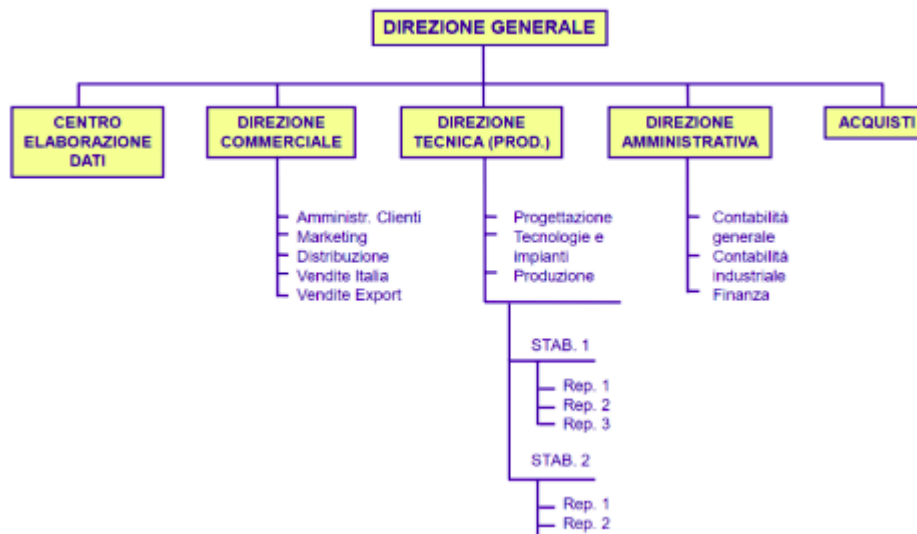 DIREZIONE GENERALE
CENTRO
ELABORAZIONE
DATI
DIREZIONE
COMMERCIALE
DIREZIONE
TECNICA (PROD.)
DIREZIONE
AMMINISTRATIVA
ACQUISTI
Amministr. Clienti
Marketing
Distribuzione
Vendite Italia
Vendite Export
Progettazione
Tecnologie e
impianti
Produzione
Contabilità
generale
Contabilità
industriale
Finanza
STAB. 1
Rep. 1
Rep. 2
Rep. 3
STAB. 2
Rep. 1
Rep. 2